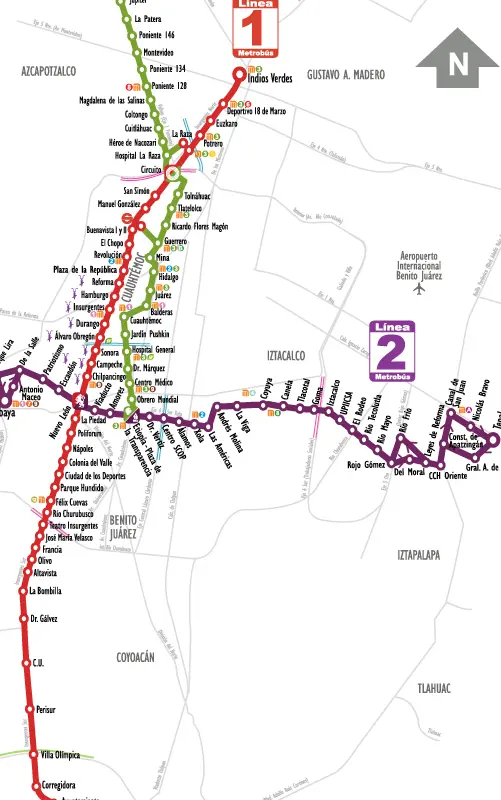 Júpiter
La Patera
Poniente 146
Montevideo
Poniente 134
Poniente 128
Magdalena de las Salinas
Coltongo
Cuitláhuac
Héroe de Nacozari
Hospital La Raza
La Raza
Circuito
Línea
1
Metrobús
Indios Verdes
Deportivo 18 de Marzo
Euzkaro
Potrero
AZCAPOTZALCO
GUSTAVO A. MADERO
N
San Simón
Manuel González
Buenavista I y II
El Chopo
Revolución
Plaza de la República
Reforma
Hamburgo
Insurgentes
Durango
Álvaro Obregón
Sonora
Campeche
Chilpancingo
CUAUHTÉMOC
Tolnáhuac
Tlatelolco
Ricardo Flores Magón
Guerrero
Mina
Hidalgo
Juárez
Balderas
Cuauhtémoc
Jardín Pushkin
Hospital General
Dr. Márquez
Centro Médico
Obrero Mundial
Aeropuerto
Internacional
Benito Juárez
Línea
2
Metrobús
IZTACALCO
De la Salle
Patriotismo
Escandón
Antonio
Maceo
Nuevo León
Viaducto
Amores
Etiopía - Plaza de
la Transparencia
Dr. Vértiz
Centro SCOP
Álamos
Xola
Las Américas
Andrés Molina
La Viga
Coyuya
Canela
Tlacotal
Goma
Iztacalco
UPIICSA
El Rodeo
Río Tecolutla
Río Mayo
Rojo Gómez
Río Frío
Del Moral
Leyes de Reforma
CCH Oriente
Canal de
San Juan
Nicolás Bravo
Const. de
Apatzingán
Gral. A. de
La Piedad
Poliforum
Nápoles
Colonia del Valle
Ciudad de los Deportes
Parque Hundido
Félix Cuevas
Río Churubusco
Teatro Insurgentes
José María Velasco
Francia
Olivo
Altavista
La Bombilla
Dr. Gálvez
C.U.
Perisur
Villa Olímpica
Corregidora
BENITO
JUÁREZ
COYOACÁN
IZTAPALAPA
TLAHUAC